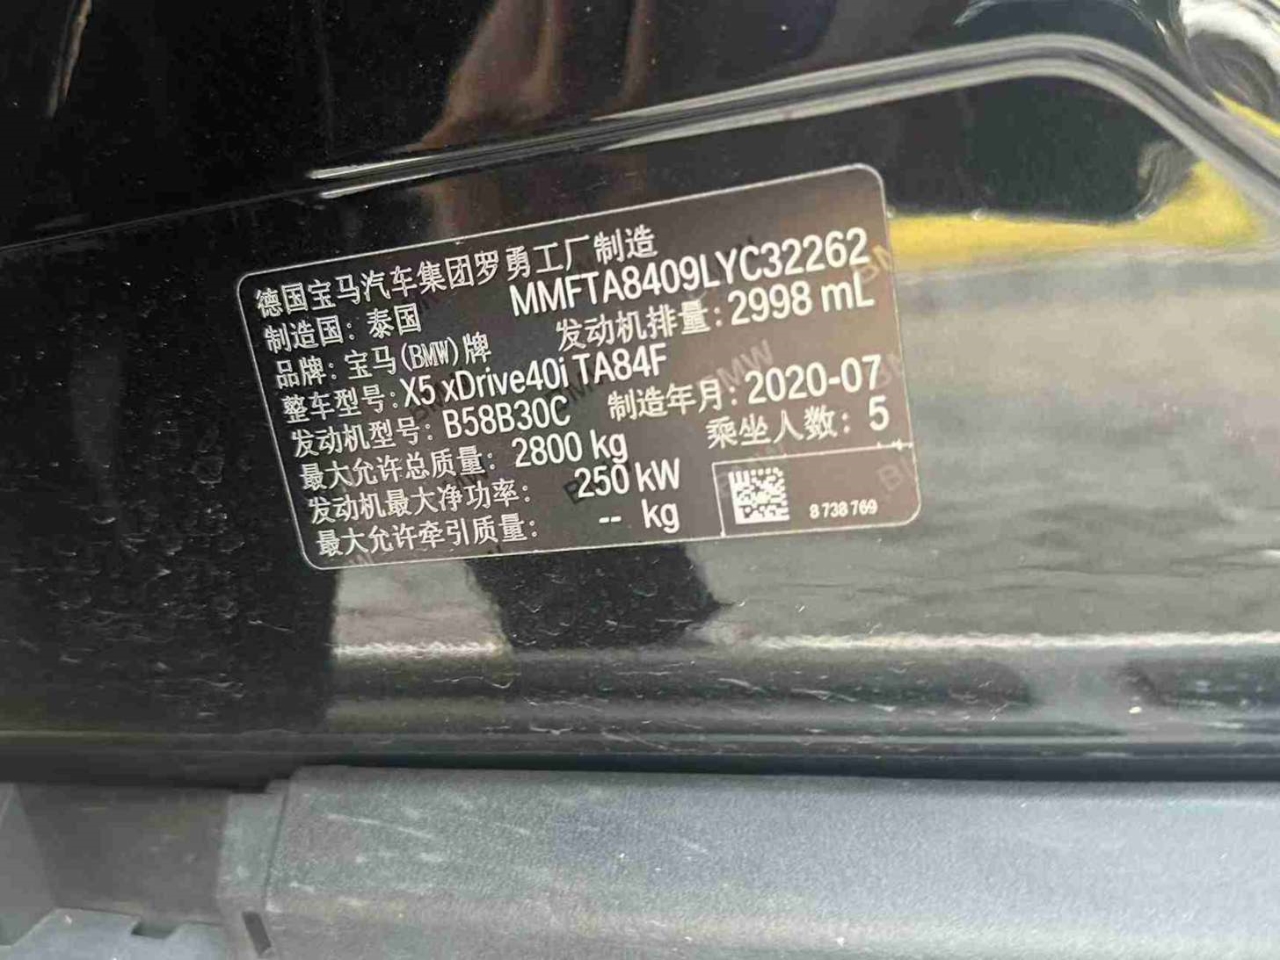 德国宝马汽车集团罗勇工厂制造
制造国：泰国 MMFTA8409LYC32262
品牌：宝马(BMW)牌 发动机排量：2998 mL
整车型号：X5 xDrive40i TA84F
发动机型号：B58B30C 制造年月：2020-07
最大允许总质量：2800 kg 乘坐人数：5
发动机最大净功率：250 kW
最大允许牵引质量：-- kg
8 738 769